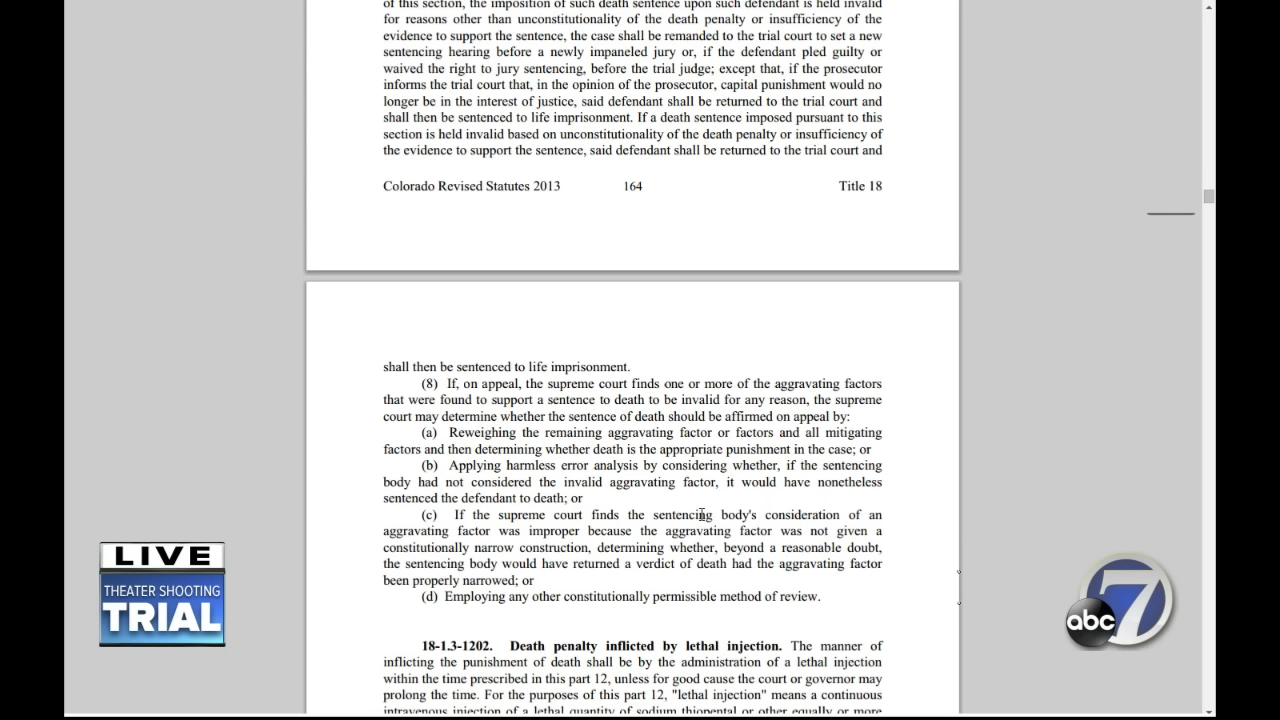 of this section, the imposition of such death sentence upon such defendant is held invalid
for reasons other than unconstitutionality of the death penalty or insufficiency of the
evidence to support the sentence, the case shall be remanded to the trial court to set a new
sentencing hearing before a newly impaneled jury or, if the defendant pled guilty or
waived the right to jury sentencing, before the trial judge; except that, if the prosecutor
informs the trial court that, in the opinion of the prosecutor, capital punishment would no
longer be in the interest of justice, said defendant shall be returned to the trial court and
shall then be sentenced to life imprisonment. If a death sentence imposed pursuant to this
section is held invalid based on unconstitutionality of the death penalty or insufficiency of
the evidence to support the sentence, said defendant shall be returned to the trial court and
Colorado Revised Statutes 2013 164 Title 18
shall then be sentenced to life imprisonment.
(8) If, on appeal, the supreme court finds one or more of the aggravating factors
that were found to support a sentence to death to be invalid for any reason, the supreme
court may determine whether the sentence of death should be affirmed on appeal by:
(a) Reweighing the remaining aggravating factor or factors and all mitigating
factors and then determining whether death is the appropriate punishment in the case; or
(b) Applying harmless error analysis by considering whether, if the sentencing
body had not considered the invalid aggravating factor, it would have nonetheless
sentenced the defendant to death; or
(c) If the supreme court finds the sentencing body's consideration of an
aggravating factor was improper because the aggravating factor was not given a
constitutionally narrow construction, determining whether, beyond a reasonable doubt,
the sentencing body would have returned a verdict of death had the aggravating factor
been properly narrowed; or
(d) Employing any other constitutionally permissible method of review.
18-1.3-1202. Death penalty inflicted by lethal injection. The manner of
inflicting the punishment of death shall be by the administration of a lethal injection
within the time prescribed in this part 12, unless for good cause the court or governor may
prolong the time. For the purposes of this part 12, "lethal injection" means a continuous
intravenous injection of a lethal quantity of sodium thiopental or other equally or more
LIVE
THEATER SHOOTING
TRIAL
abc 7